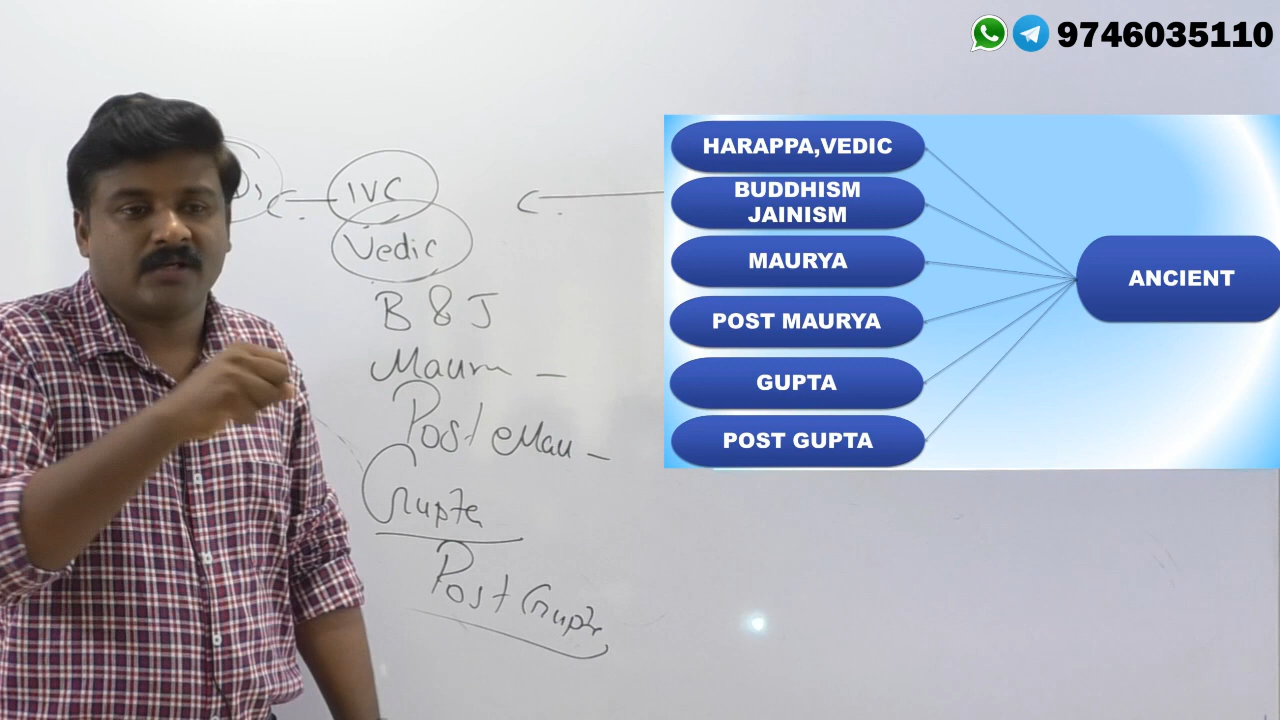 9746035110
IVC
Vedic
B & J
Maurn
Post Mau
Gupta
Post Gupta
HARAPPA,VEDIC
BUDDHISM
JAINISM
MAURYA
POST MAURYA
GUPTA
POST GUPTA
ANCIENT